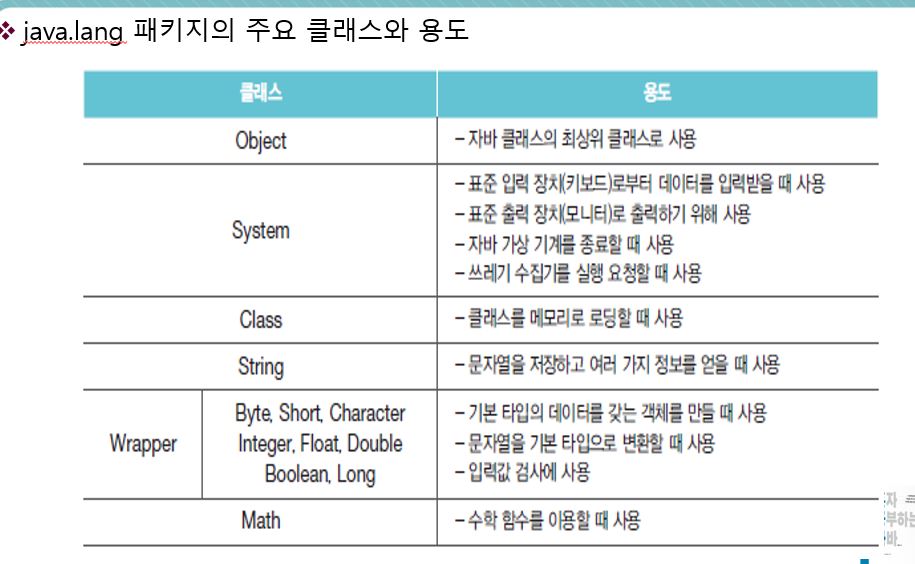 ❖ java.lang 패키지의 주요 클래스와 용도
클래스 용도
Object – 자바 클래스의 최상위 클래스로 사용
System – 표준 입력 장치(키보드)로부터 데이터를 입력받을 때 사용
– 표준 출력 장치(모니터)로 출력하기 위해 사용
– 자바 가상 기계를 종료할 때 사용
– 쓰레기 수집기를 실행 요청할 때 사용
Class – 클래스를 메모리로 로딩할 때 사용
String – 문자열을 저장하고 여러 가지 정보를 얻을 때 사용
Wrapper
Byte, Short, Character – 기본 타입의 데이터를 갖는 객체를 만들 때 사용
Integer, Float, Double – 문자열을 기본 타입으로 변환할 때 사용
Boolean, Long – 입력값 검사에 사용
Math – 수학 함수를 이용할 때 사용
자
부하는
바